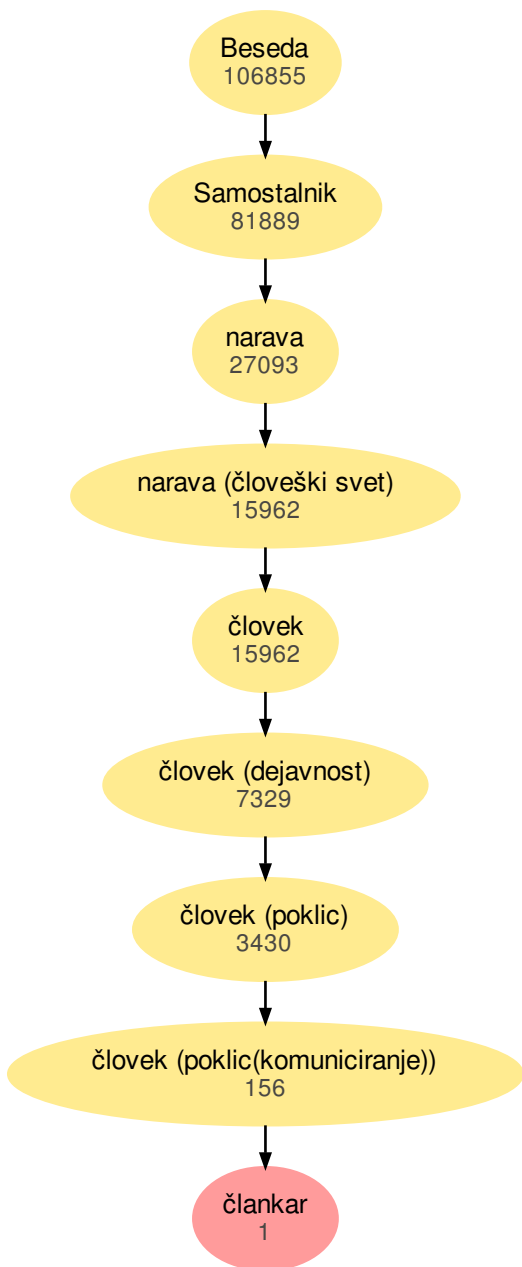 Beseda
106855
Samostalnik
81889
narava
27093
narava (človeški svet)
15962
človek
15962
človek (dejavnost)
7329
človek (poklic)
3430
človek (poklic(komuniciranje))
156
člankar
1